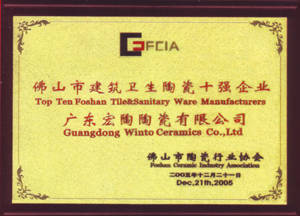 FCIA
佛山市建筑卫生陶瓷十强企业
Top Ten Foshan Tile&Sanitary Ware Manufacturers
广东宏陶陶瓷有限公司
Guangdong Winto Ceramics Co.,Ltd
佛山市陶瓷行业协会
Foshan Ceramic Industry Association
二〇〇五年十二月二十一日
Dec,21th,2005